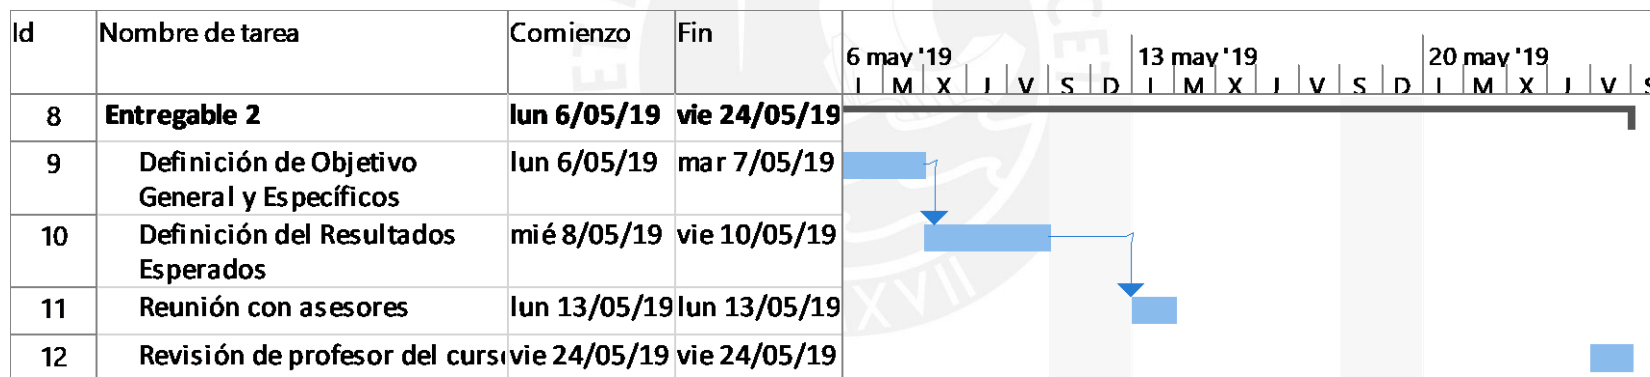 Id Nombre de tarea Comienzo Fin
6 may '19 13 may '19 20 may '19
L M X J V S D L M X J V S D L M X J V S
8 Entregable 2 lun 6/05/19 vie 24/05/19
9 Definición de Objetivo lun 6/05/19 mar 7/05/19
General y Específicos
10 Definición del Resultados mié 8/05/19 vie 10/05/19
Esperados
11 Reunión con asesores lun 13/05/19 lun 13/05/19
12 Revisión de profesor del curso vie 24/05/19 vie 24/05/19
XVII